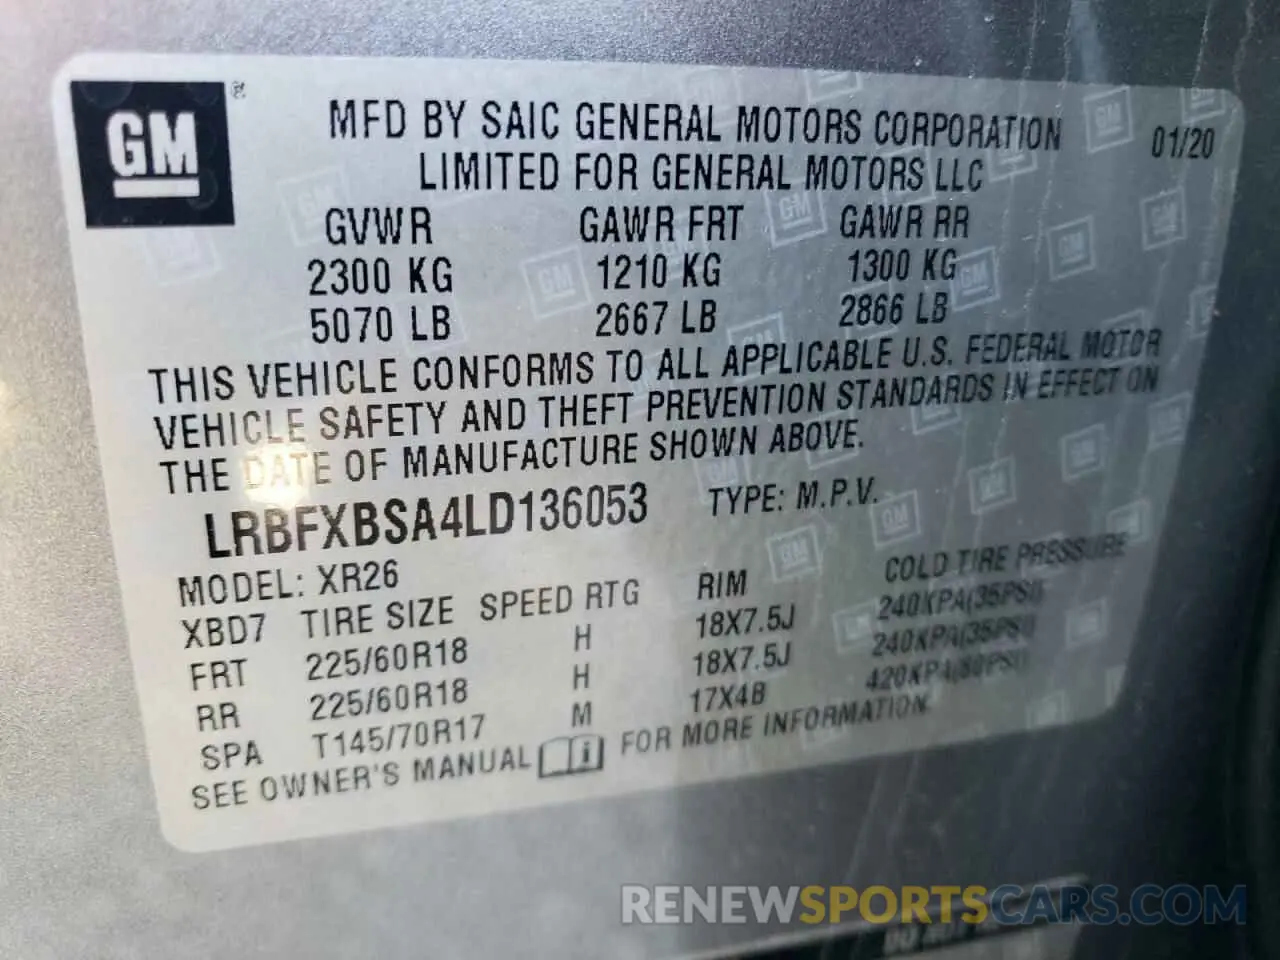 GM ®
MFD BY SAIC GENERAL MOTORS CORPORATION 01/20
LIMITED FOR GENERAL MOTORS LLC
GVWR GAWR FRT GAWR RR
2300 KG 1210 KG 1300 KG
5070 LB 2667 LB 2866 LB
THIS VEHICLE CONFORMS TO ALL APPLICABLE U.S. FEDERAL MOTOR
VEHICLE SAFETY AND THEFT PREVENTION STANDARDS IN EFFECT ON
THE DATE OF MANUFACTURE SHOWN ABOVE.
LRBFXBSA4LD136053 TYPE: M.P.V.
MODEL: XR26
XBD7 TIRE SIZE SPEED RTG RIM COLD TIRE PRESSURE
FRT 225/60R18 H 18X7.5J 240KPA(35PSI)
RR 225/60R18 H 18X7.5J 240KPA(35PSI)
SPA T145/70R17 M 17X4B 420KPA(60PSI)
SEE OWNER'S MANUAL FOR MORE INFORMATION
RENEWSPORTSCARS.COM